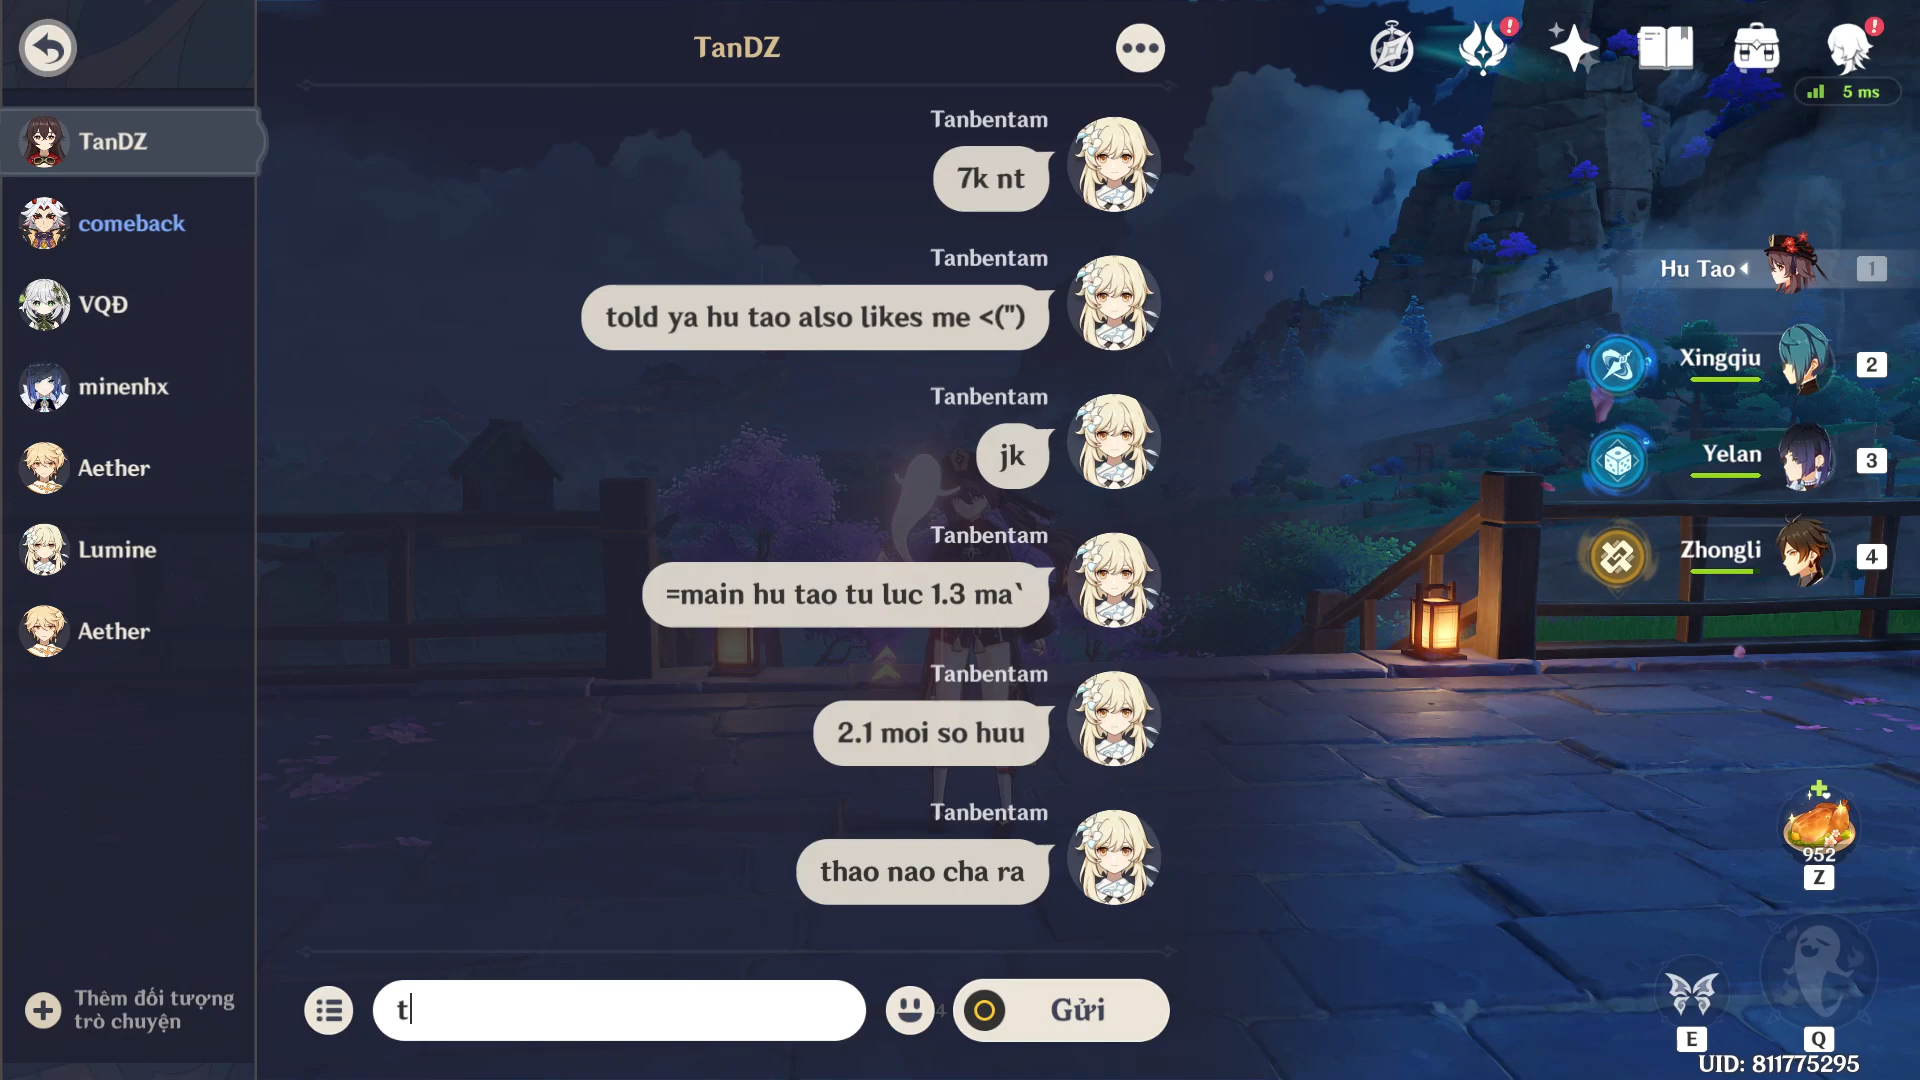 TanDZ
5 ms
TanDZ
comeback
VQĐ
minenhx
Aether
Lumine
Aether
Thêm đối tượng
trò chuyện
Tanbentam
7k nt
Tanbentam
told ya hu tao also likes me <(")
Tanbentam
jk
Tanbentam
=main hu tao tu luc 1.3 ma`
Tanbentam
2.1 moi so huu
Tanbentam
thao nao cha ra
t
4
Gửi
Hu Tao
1
Xingqiu
2
Yelan
3
Zhongli
4
952
Z
E
Q
UID: 811775295